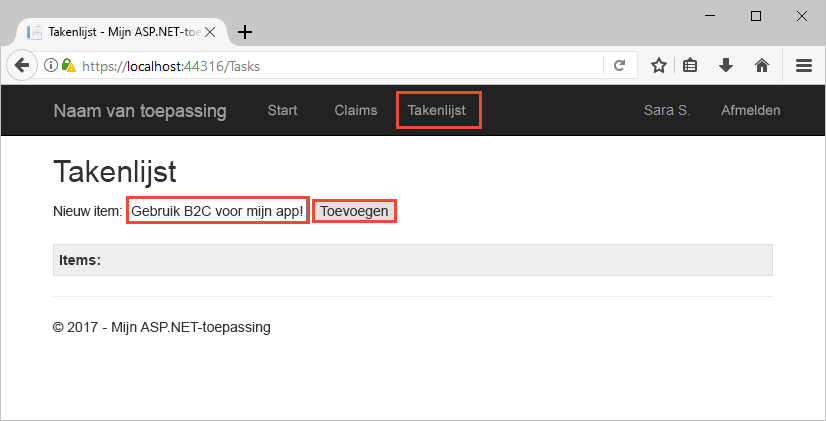 Takenlijst - Mijn ASP.NET-toe
https://localhost:44316/Tasks
Naam van toepassing Start Claims Takenlijst Sara S. Afmelden
Takenlijst
Nieuw item: Gebruik B2C voor mijn app! Toevoegen
Items:
© 2017 - Mijn ASP.NET-toepassing